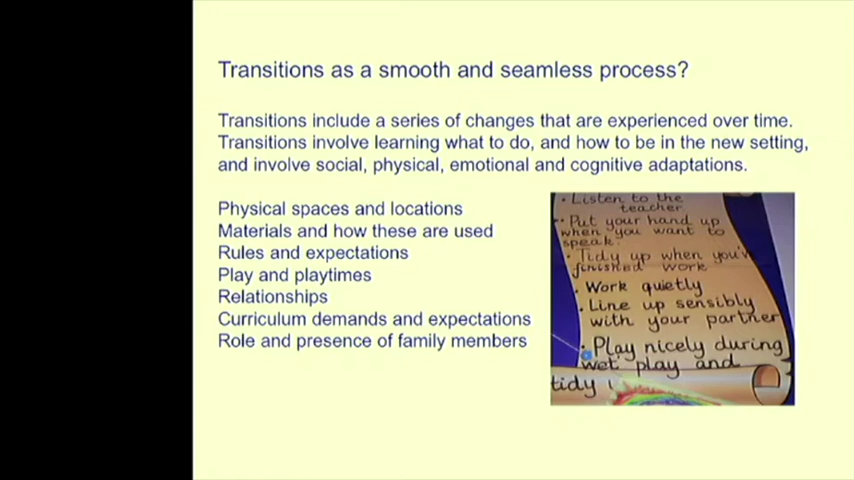 Transitions as a smooth and seamless process?
Transitions include a series of changes that are experienced over time.
Transitions involve learning what to do, and how to be in the new setting,
and involve social, physical, emotional and cognitive adaptations.
Physical spaces and locations
Materials and how these are used
Rules and expectations
Play and playtimes
Relationships
Curriculum demands and expectations
Role and presence of family members
• Listen to the
teacher
• Put your hand up
when you want to
speak.
• Tidy up when you'v
finished work
• Work quietly
• Line up sensibly
with your partner
• Play nicely during
wet play and
tidy